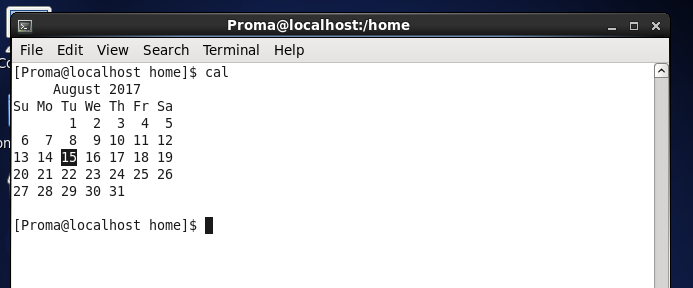 Proma@localhost:/home
File Edit View Search Terminal Help
[Proma@localhost home]$ cal
     August 2017
Su Mo Tu We Th Fr Sa
       1  2  3  4  5
 6  7  8  9 10 11 12
13 14 15 16 17 18 19
20 21 22 23 24 25 26
27 28 29 30 31
[Proma@localhost home]$